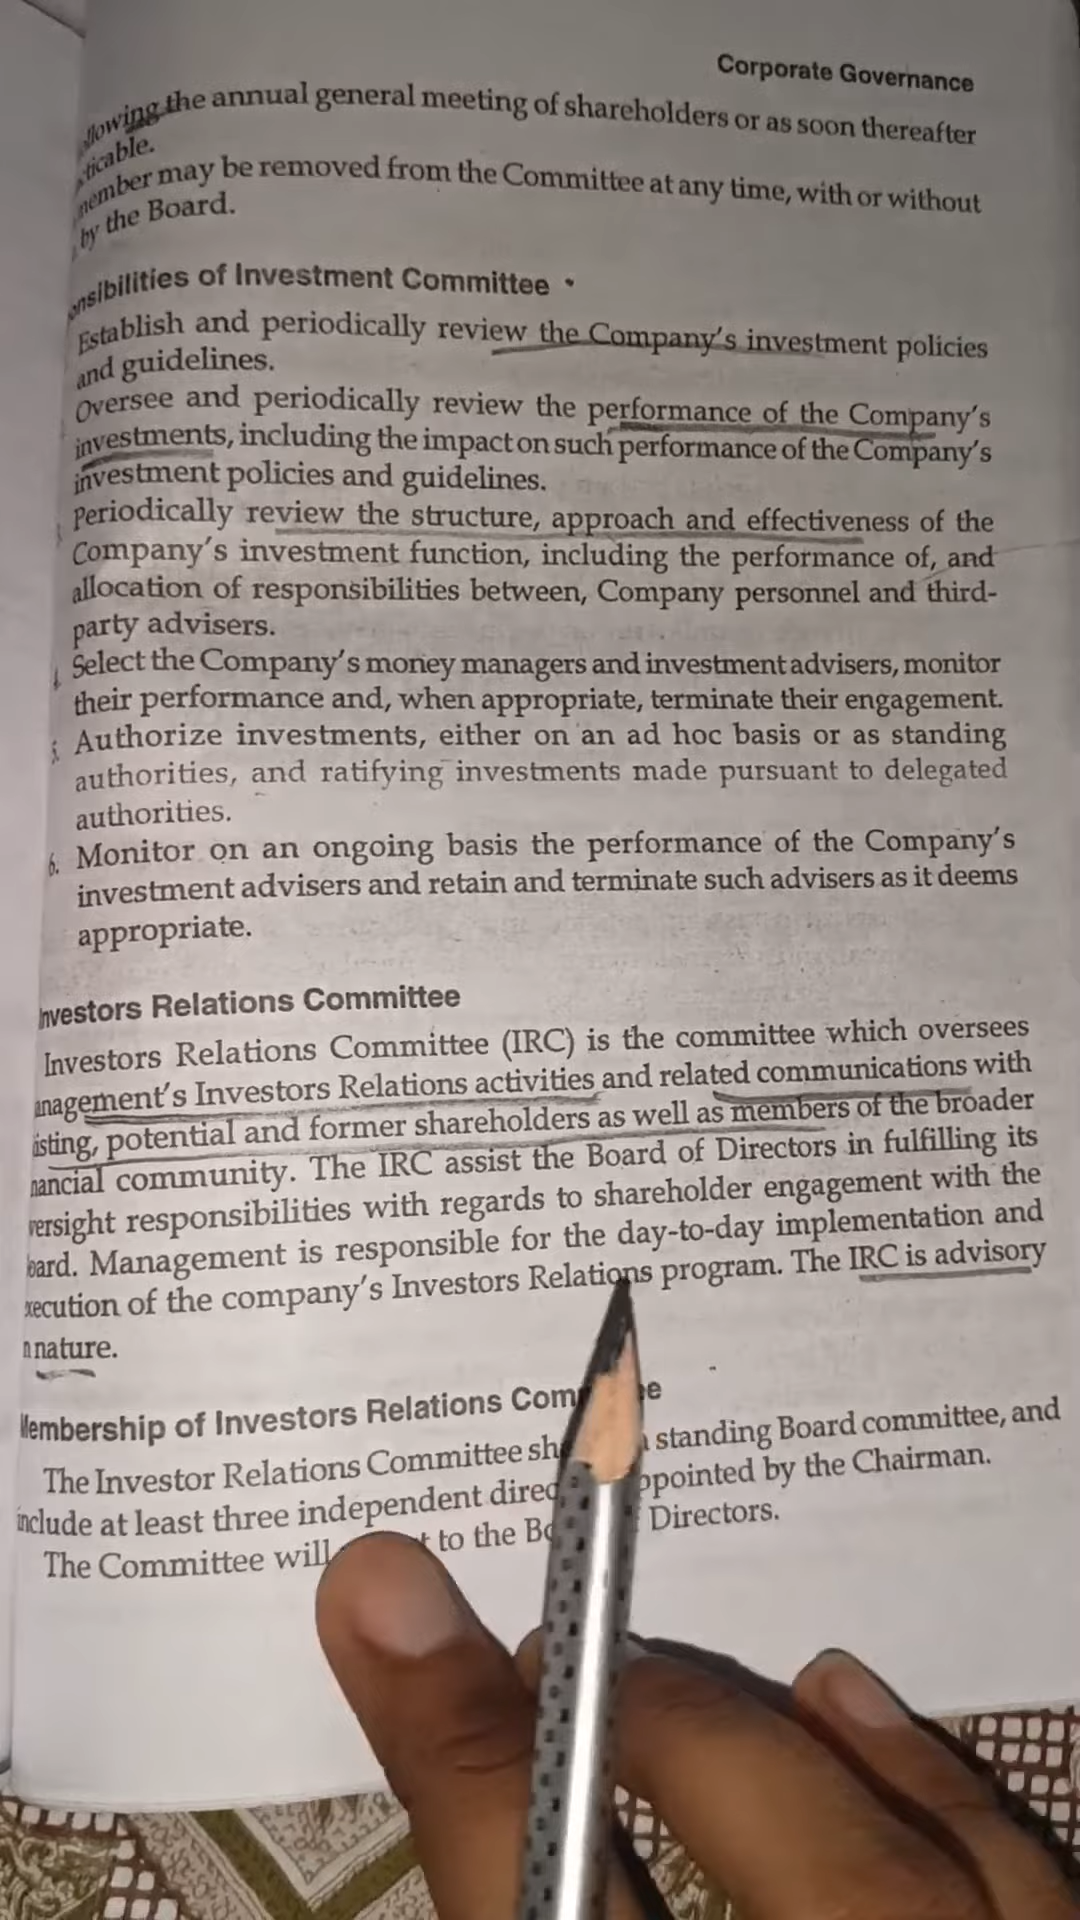 Corporate Governance
llowing the annual general meeting of shareholders or as soon thereafter
ticable.
member may be removed from the Committee at any time, with or without
by the Board.
onsibilities of Investment Committee
Establish and periodically review the Company's investment policies
and guidelines.
Oversee and periodically review the performance of the Company's
investments, including the impact on such performance of the Company's
investment policies and guidelines.
Periodically review the structure, approach and effectiveness of the
Company's investment function, including the performance of, and
allocation of responsibilities between, Company personnel and third-
party advisers.
Select the Company's money managers and investment advisers, monitor
their performance and, when appropriate, terminate their engagement.
Authorize investments, either on an ad hoc basis or as standing
authorities, and ratifying investments made pursuant to delegated
authorities.
6. Monitor on an ongoing basis the performance of the Company's
investment advisers and retain and terminate such advisers as it deems
appropriate.
nvestors Relations Committee
Investors Relations Committee (IRC) is the committee which oversees
anagement's Investors Relations activities and related communications with
isting, potential and former shareholders as well as members of the broader
nancial community. The IRC assist the Board of Directors in fulfilling its
versight responsibilities with regards to shareholder engagement with the
oard. Management is responsible for the day-to-day implementation and
xecution of the company's Investors Relations program. The IRC is advisory
n nature.
Membership of Investors Relations Com e
The Investor Relations Committee sh standing Board committee, and
include at least three independent direc ppointed by the Chairman.
The Committee will to the Bo Directors.